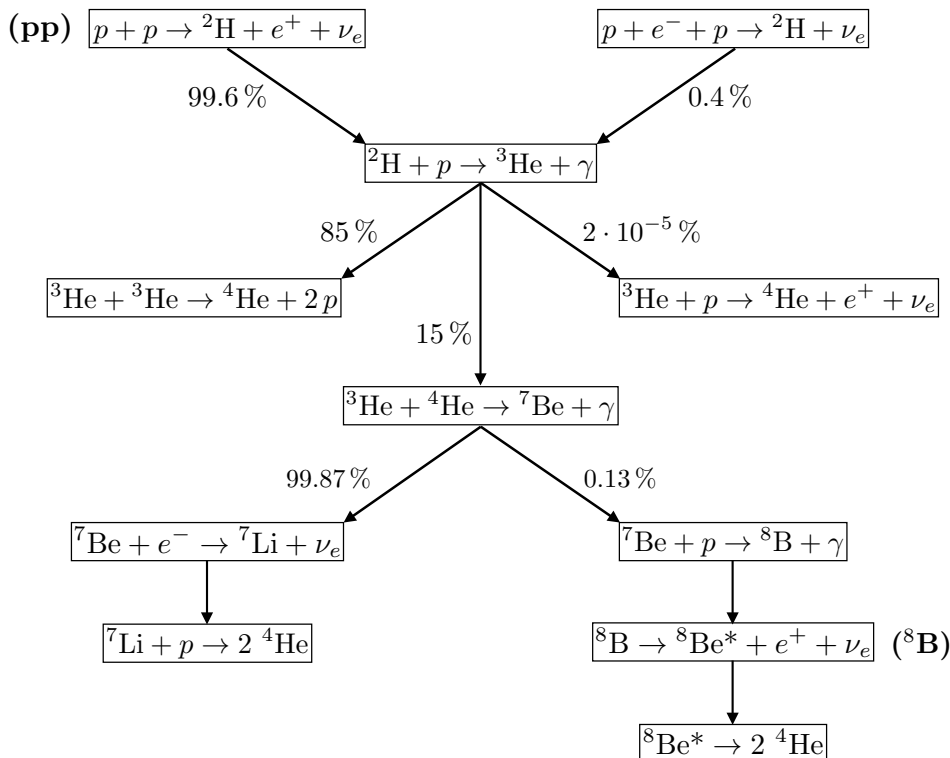 (pp) p + p → ²H + e⁺ + νₑ p + e⁻ + p → ²H + νₑ
99.6 % 0.4 %
²H + p → ³He + γ
85 % 2 · 10⁻⁵ %
³He + ³He → ⁴He + 2 p ³He + p → ⁴He + e⁺ + νₑ
15 %
³He + ⁴He → ⁷Be + γ
99.87 % 0.13 %
⁷Be + e⁻ → ⁷Li + νₑ ⁷Be + p → ⁸B + γ
⁷Li + p → 2 ⁴He ⁸B → ⁸Be* + e⁺ + νₑ (⁸B)
⁸Be* → 2 ⁴He